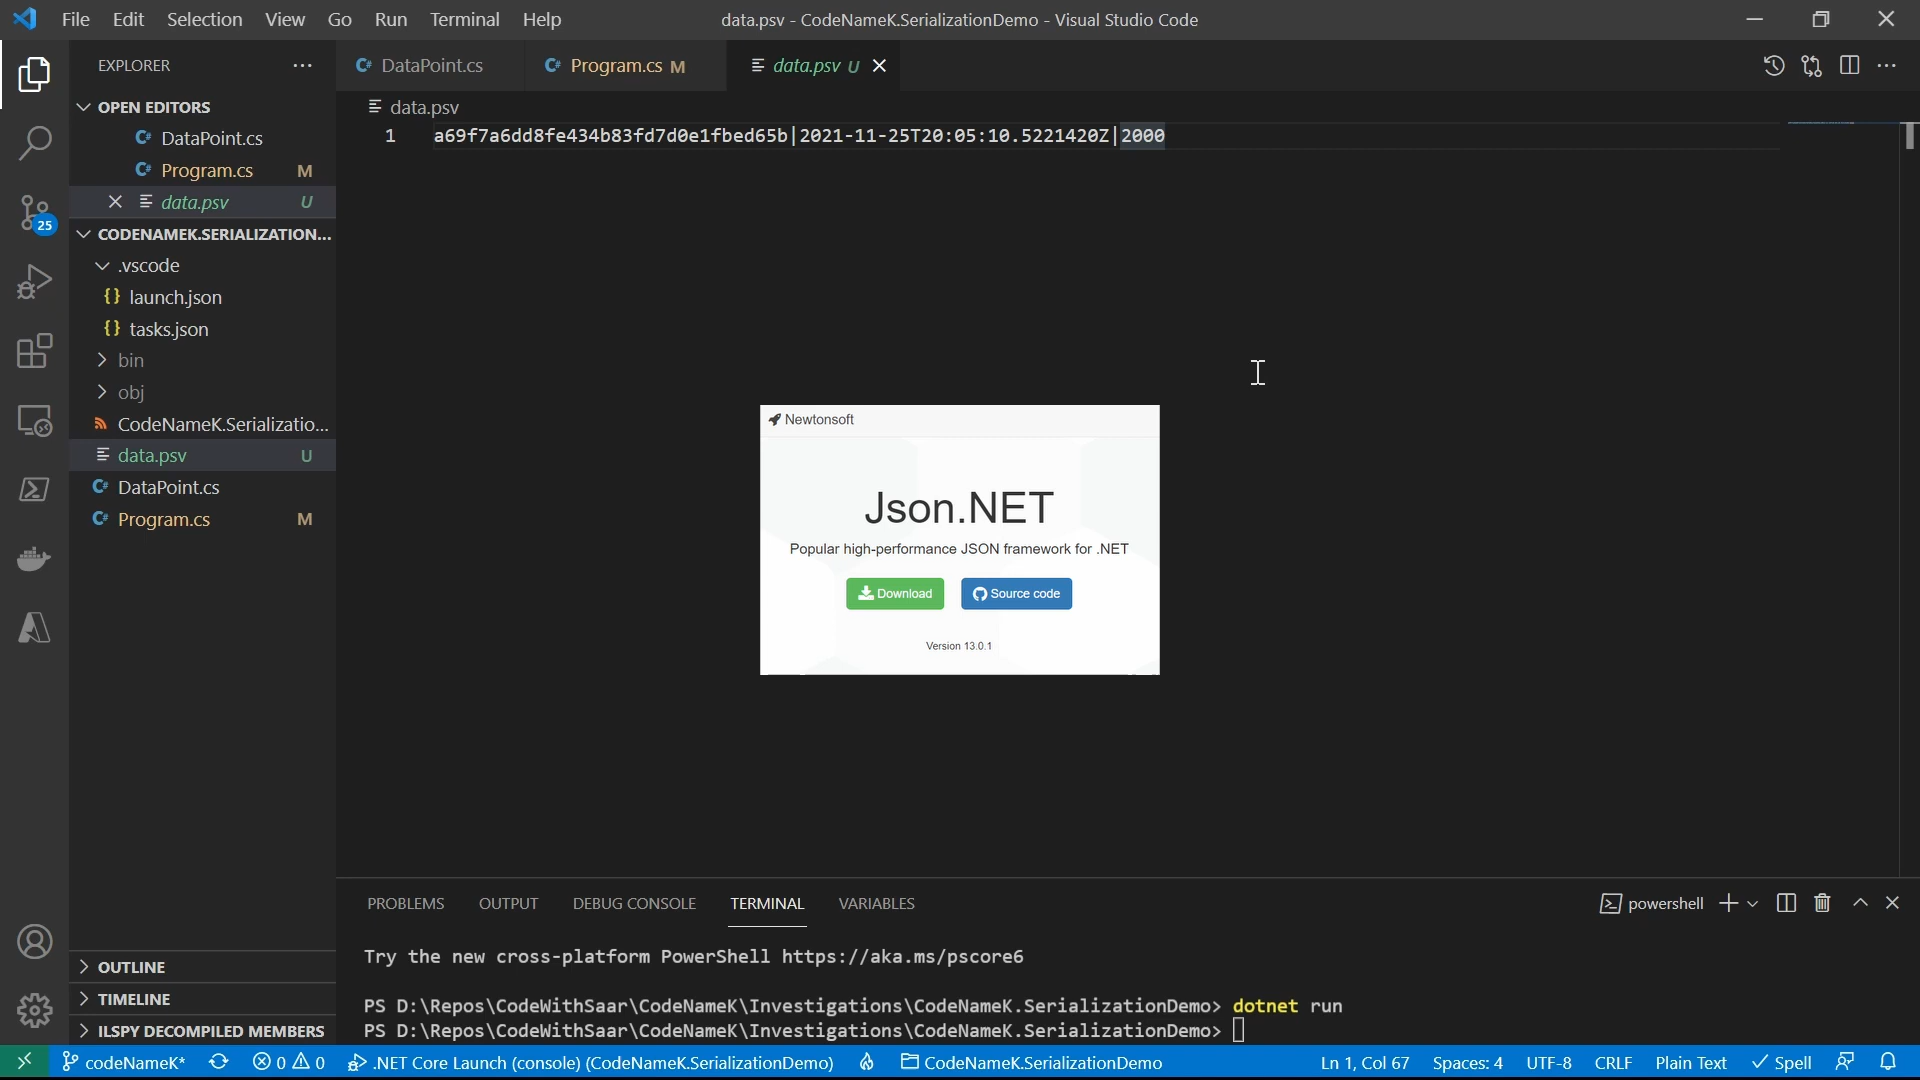 File Edit Selection View Go Run Terminal Help
data.psv - CodeNameK.SerializationDemo - Visual Studio Code
EXPLORER
DataPoint.cs
Program.cs M
data.psv U
OPEN EDITORS
DataPoint.cs
Program.cs M
data.psv U
CODENAMEK.SERIALIZATION...
.vscode
launch.json
tasks.json
bin
obj
CodeNameK.Serializatio...
data.psv U
DataPoint.cs
Program.cs M
OUTLINE
TIMELINE
ILSPY DECOMPILED MEMBERS
25
data.psv
1 a69f7a6dd8fe434b83fd7d0e1fbed65b|2021-11-25T20:05:10.5221420Z|2000
Newtonsoft
Json.NET
Popular high-performance JSON framework for .NET
Download Source code
Version 13.0.1
PROBLEMS OUTPUT DEBUG CONSOLE TERMINAL VARIABLES
powershell
Try the new cross-platform PowerShell https://aka.ms/pscore6
PS D:\Repos\CodeWithSaar\CodeNameK\Investigations\CodeNameK.SerializationDemo> dotnet run
PS D:\Repos\CodeWithSaar\CodeNameK\Investigations\CodeNameK.SerializationDemo>
codeNameK* 0 0 .NET Core Launch (console) (CodeNameK.SerializationDemo) CodeNameK.SerializationDemo Ln 1, Col 67 Spaces: 4 UTF-8 CRLF Plain Text Spell